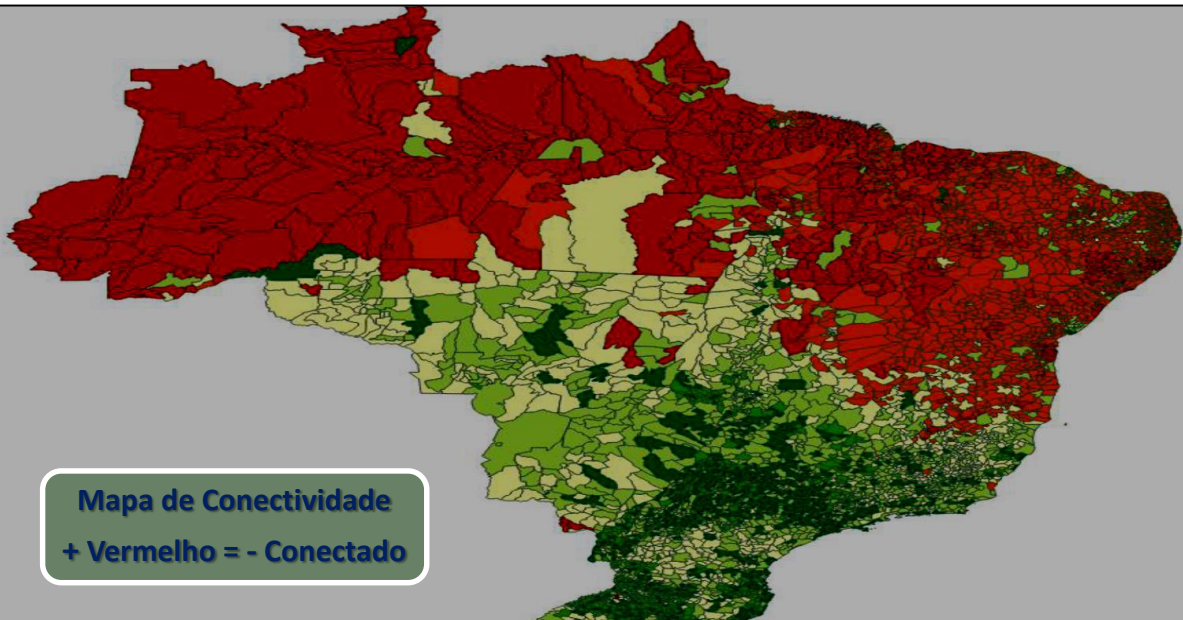 Mapa de Conectividade
+ Vermelho = - Conectado